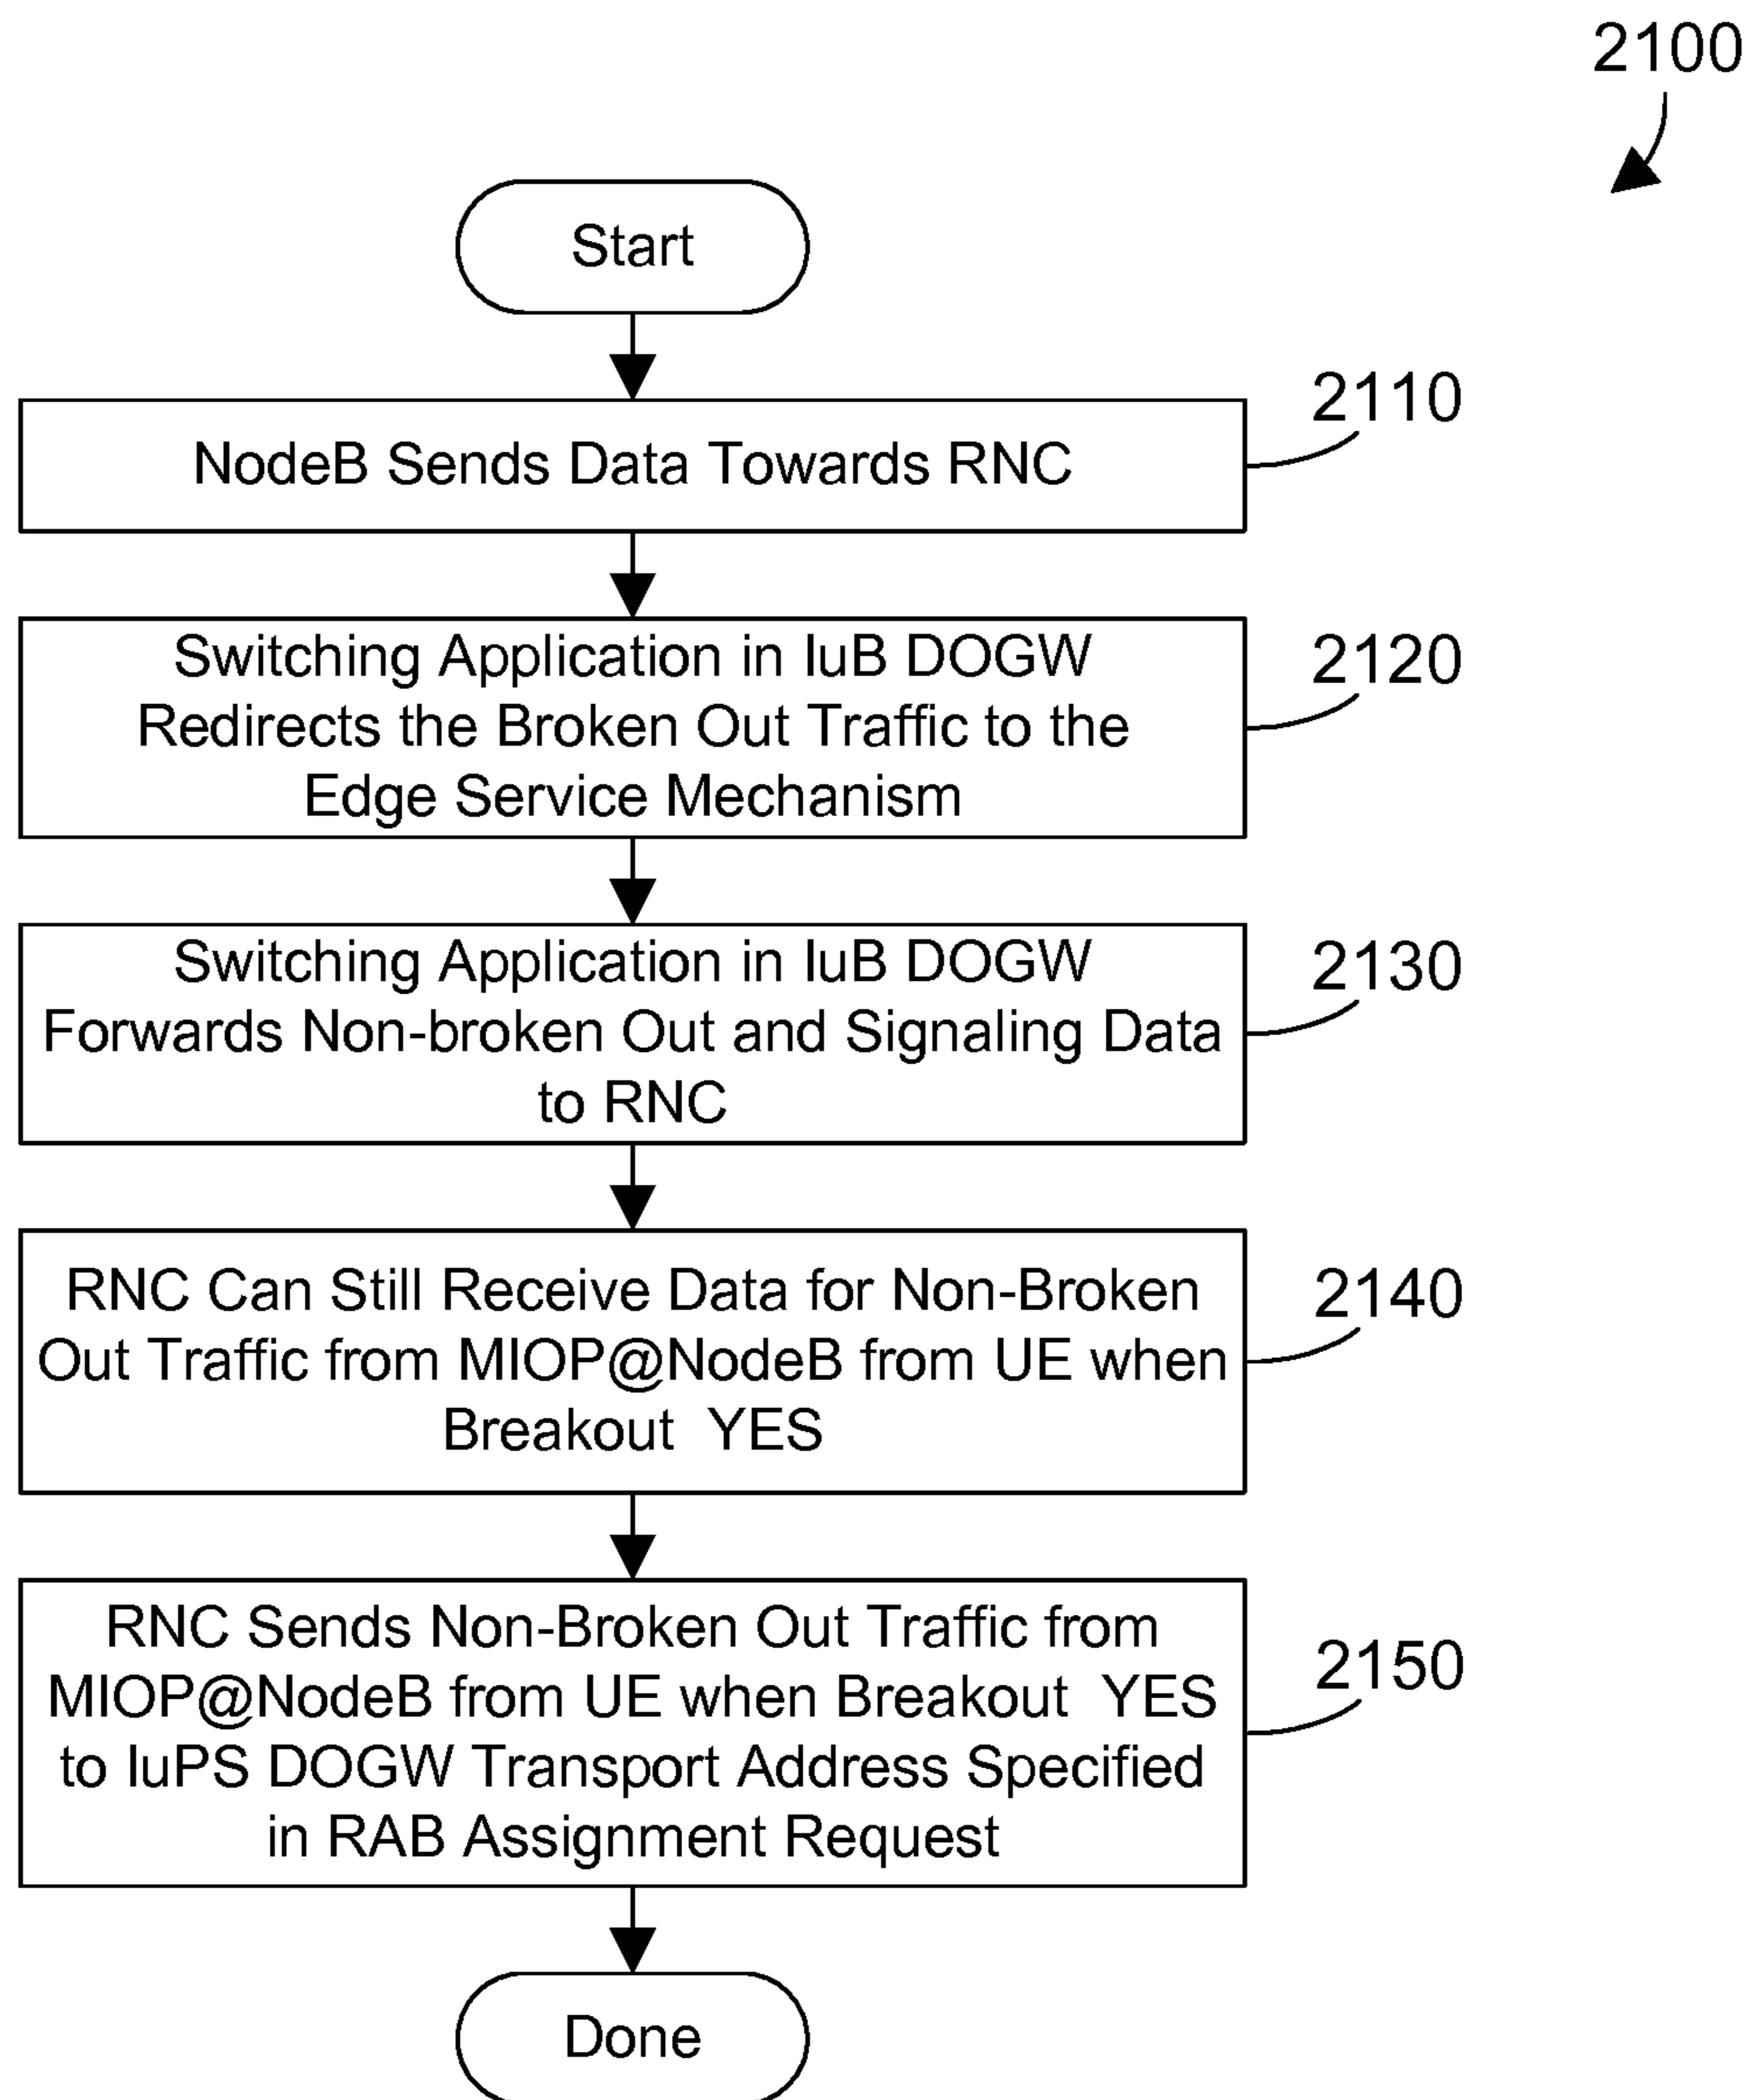 2100
Start
NodeB Sends Data Towards RNC
2110
Switching Application in IuB DOGW
Redirects the Broken Out Traffic to the
Edge Service Mechanism
2120
Switching Application in IuB DOGW
Forwards Non-broken Out and Signaling Data
to RNC
2130
RNC Can Still Receive Data for Non-Broken
Out Traffic from MIOP@NodeB from UE when
Breakout  YES
2140
RNC Sends Non-Broken Out Traffic from
MIOP@NodeB from UE when Breakout  YES
to IuPS DOGW Transport Address Specified
in RAB Assignment Request
2150
Done